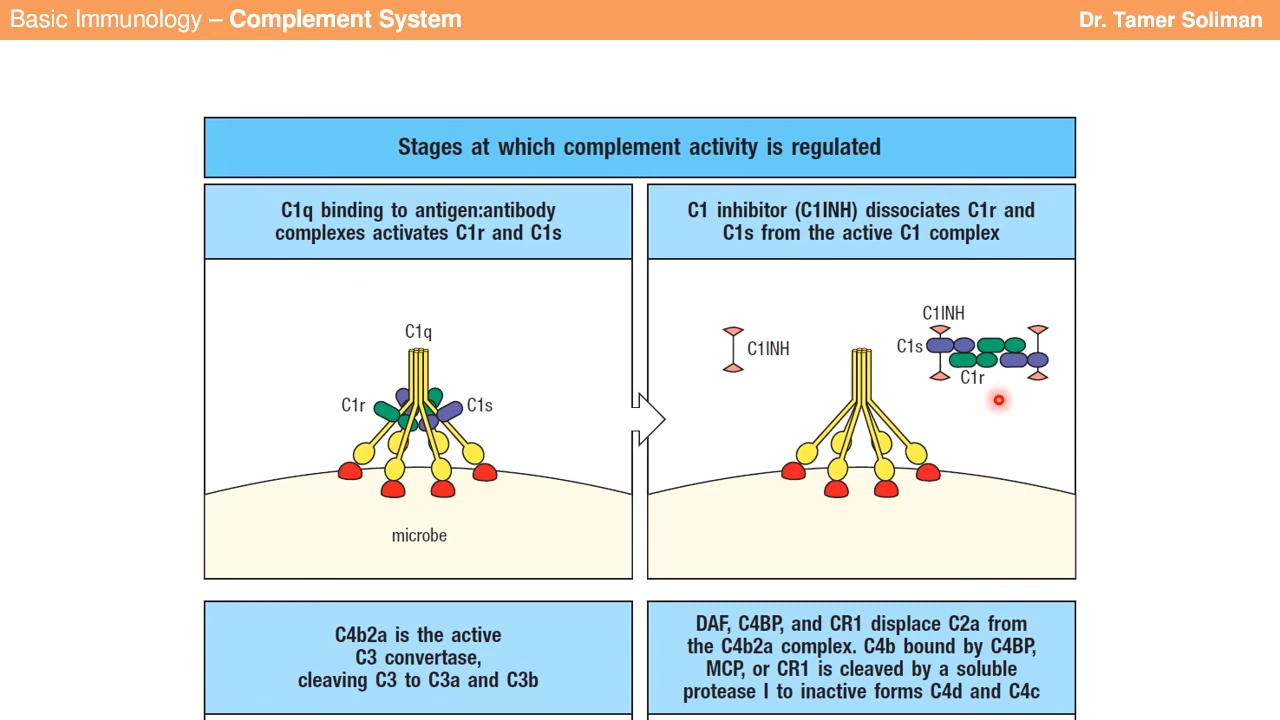 Basic Immunology – Complement System
Dr. Tamer Soliman
Stages at which complement activity is regulated
C1q binding to antigen:antibody
complexes activates C1r and C1s
C1 inhibitor (C1INH) dissociates C1r and
C1s from the active C1 complex
C1q
C1r
C1s
microbe
C1INH
C1INH
C1s
C1r
C4b2a is the active
C3 convertase,
cleaving C3 to C3a and C3b
DAF, C4BP, and CR1 displace C2a from
the C4b2a complex. C4b bound by C4BP,
MCP, or CR1 is cleaved by a soluble
protease I to inactive forms C4d and C4c